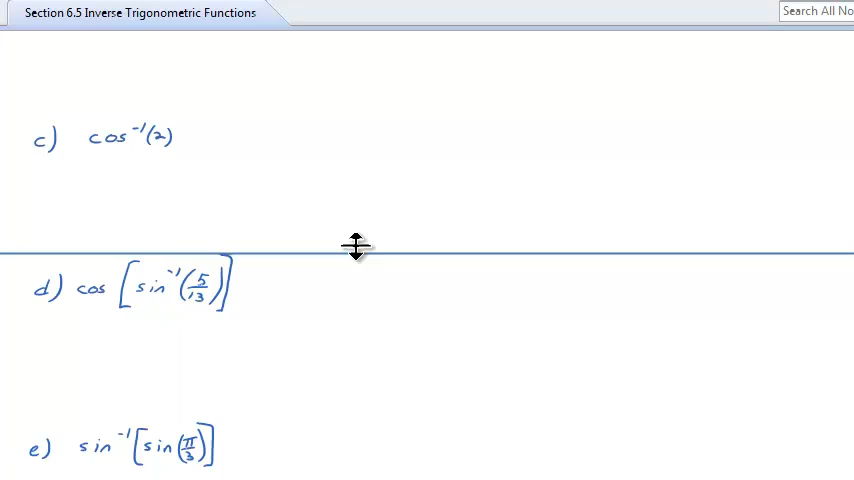 Section 6.5 Inverse Trigonometric Functions
Search All No
c) cos⁻¹(2)
d) cos [sin⁻¹(5/13)]
e) sin⁻¹[sin(π/3)]